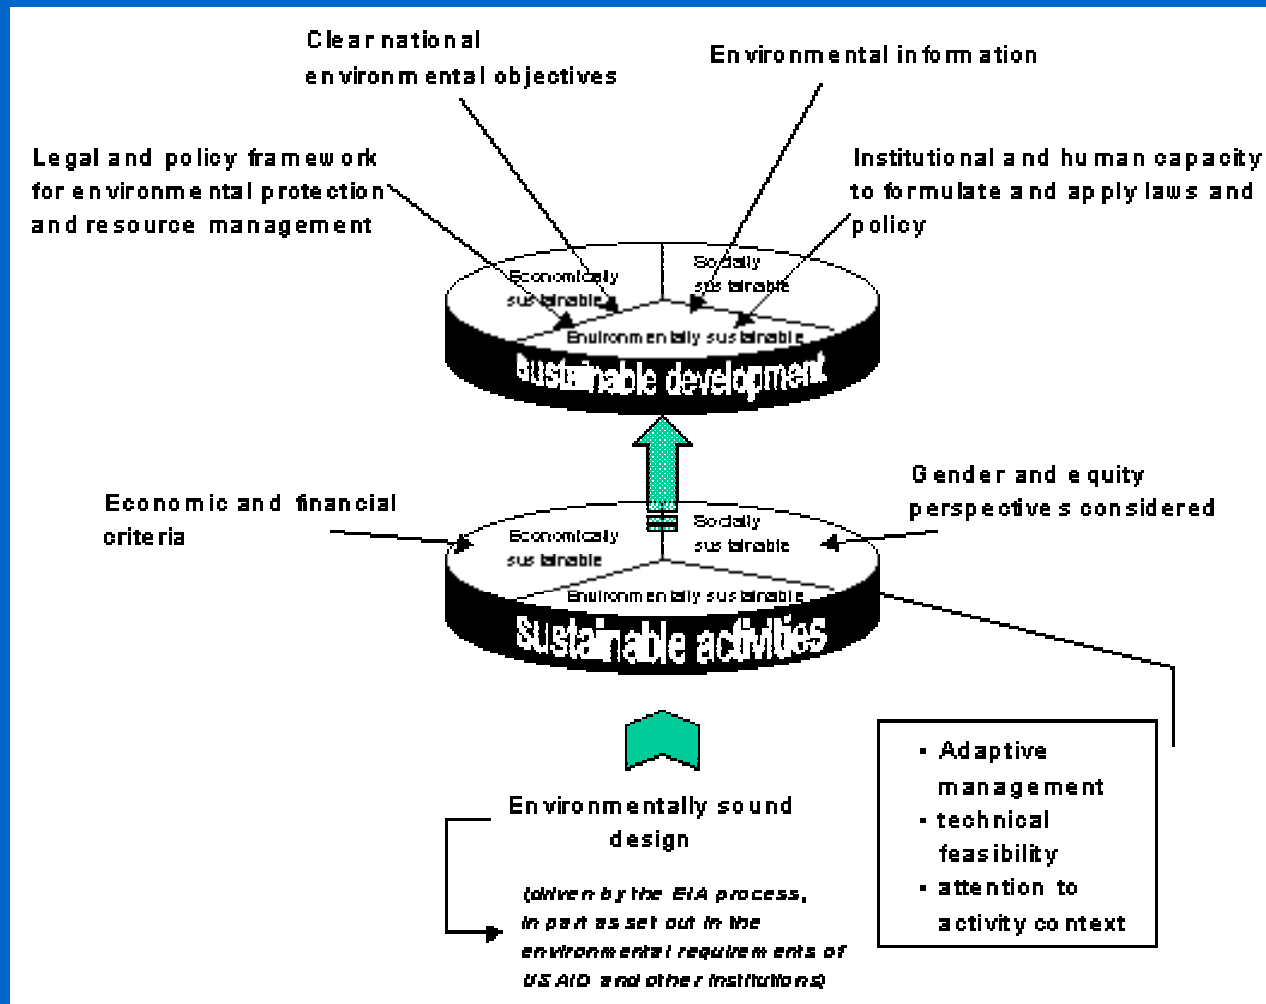 Clear national
environmental objectives
Environmental information
Legal and policy framework
for environmental protection
and resource management
Institutional and human capacity
to formulate and apply laws and
policy
Economically
sustainable
Socially
sustainable
Environmentally sustainable
sustainable development
Economic and financial
criteria
Gender and equity
perspectives considered
Economically
sustainable
Socially
sustainable
Environmentally sustainable
sustainable activities
Environmentally sound
design
(driven by the EIA process,
in part as set out in the
environmental requirements of
USAID and other institutions)
▪ Adaptive
management
▪ technical
feasibility
▪ attention to
activity context